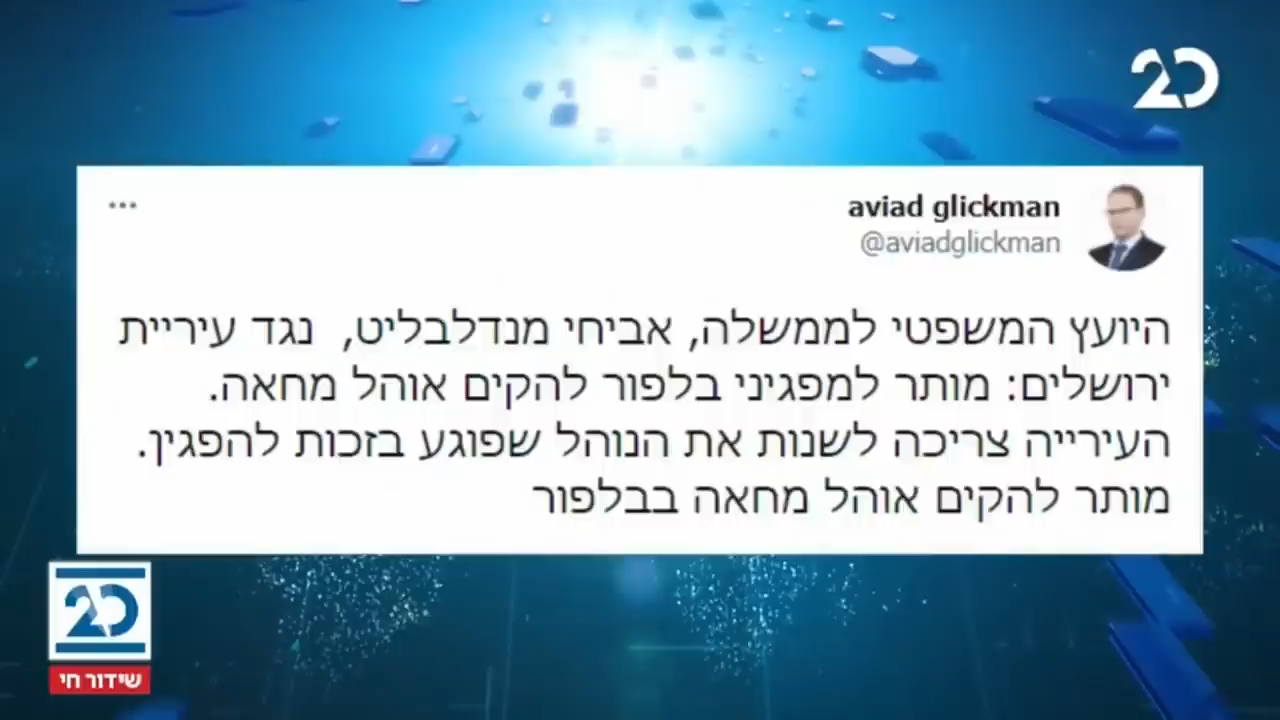 20
aviad glickman
@aviadglickman
היועץ המשפטי לממשלה, אביחי מנדלבליט, נגד עיריית
ירושלים: מותר למפגיני בלפור להקים אוהל מחאה.
העירייה צריכה לשנות את הנוהל שפוגע בזכות להפגין.
מותר להקים אוהל מחאה בבלפור
20
שידור חי